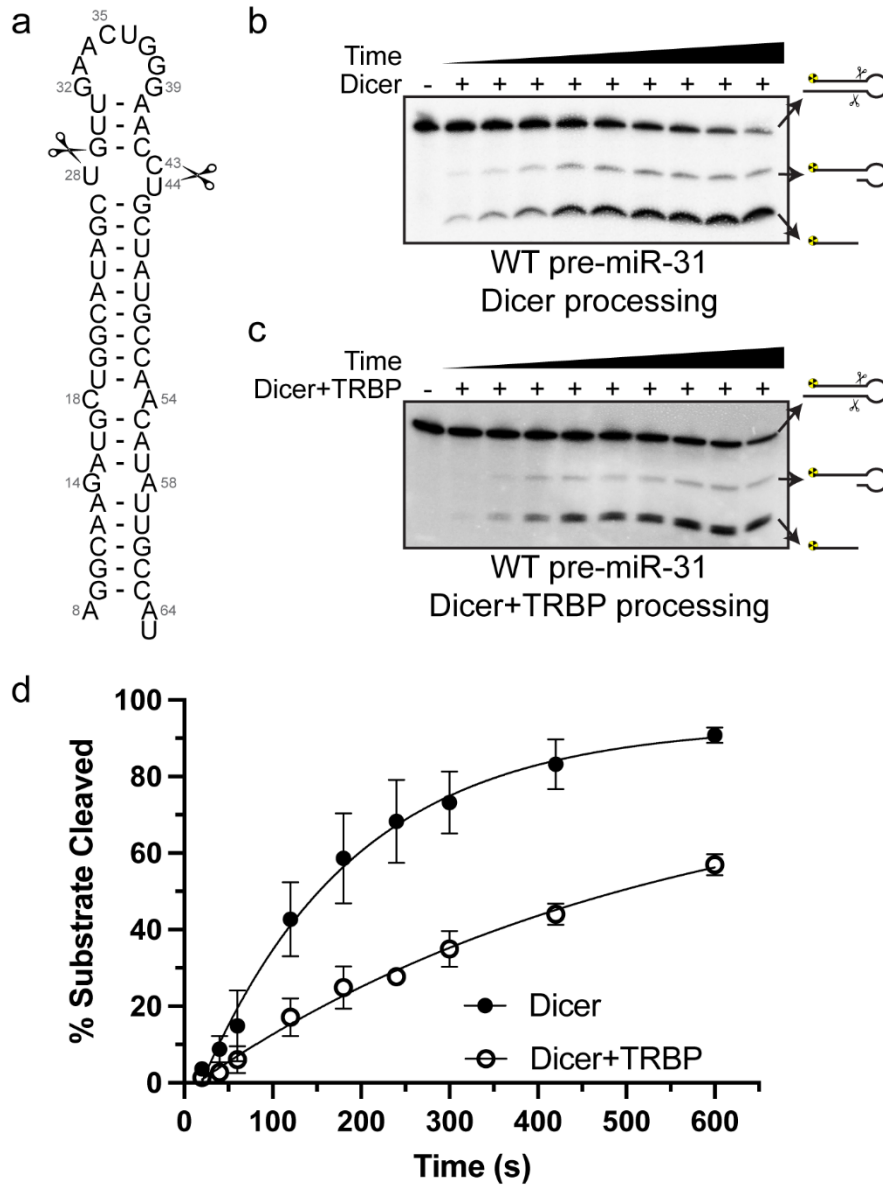 a
35
ACU
A G
A G
32 G G 39
U - A
U - A
G - C
C 43
28 U U 44
C - G
G - C
A - U
U - A
A - U
C - G
G - C
G - C
U - A
18 C A 54
G - C
U - A
A - U
14 G A 58
A - U
A - U
C - G
G - C
G - C
8 A A 64
U
b
Time
Dicer - + + + + + + + + +
WT pre-miR-31
Dicer processing
c
Time
Dicer+TRBP - + + + + + + + + +
WT pre-miR-31
Dicer+TRBP processing
d
% Substrate Cleaved
100
80
60
40
20
0
Dicer
Dicer+TRBP
0 100 200 300 400 500 600
Time (s)